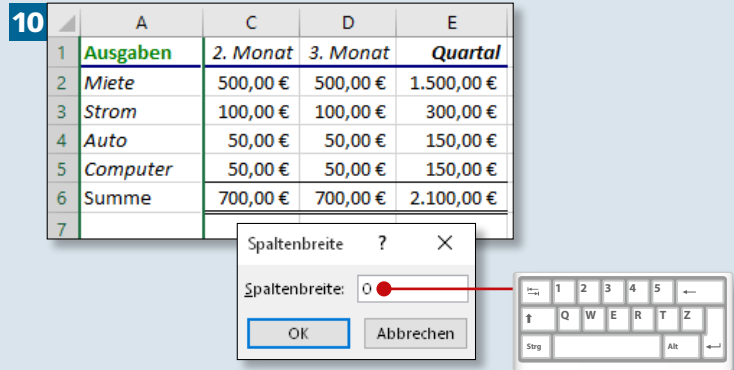 10
A C D E
1 Ausgaben 2. Monat 3. Monat Quartal
2 Miete 500,00 € 500,00 € 1.500,00 €
3 Strom 100,00 € 100,00 € 300,00 €
4 Auto 50,00 € 50,00 € 150,00 €
5 Computer 50,00 € 50,00 € 150,00 €
6 Summe 700,00 € 700,00 € 2.100,00 €
7
Spaltenbreite ?
Spaltenbreite: 0
OK Abbrechen
1 2 3 4 5
Q W E R T Z
Strg Alt